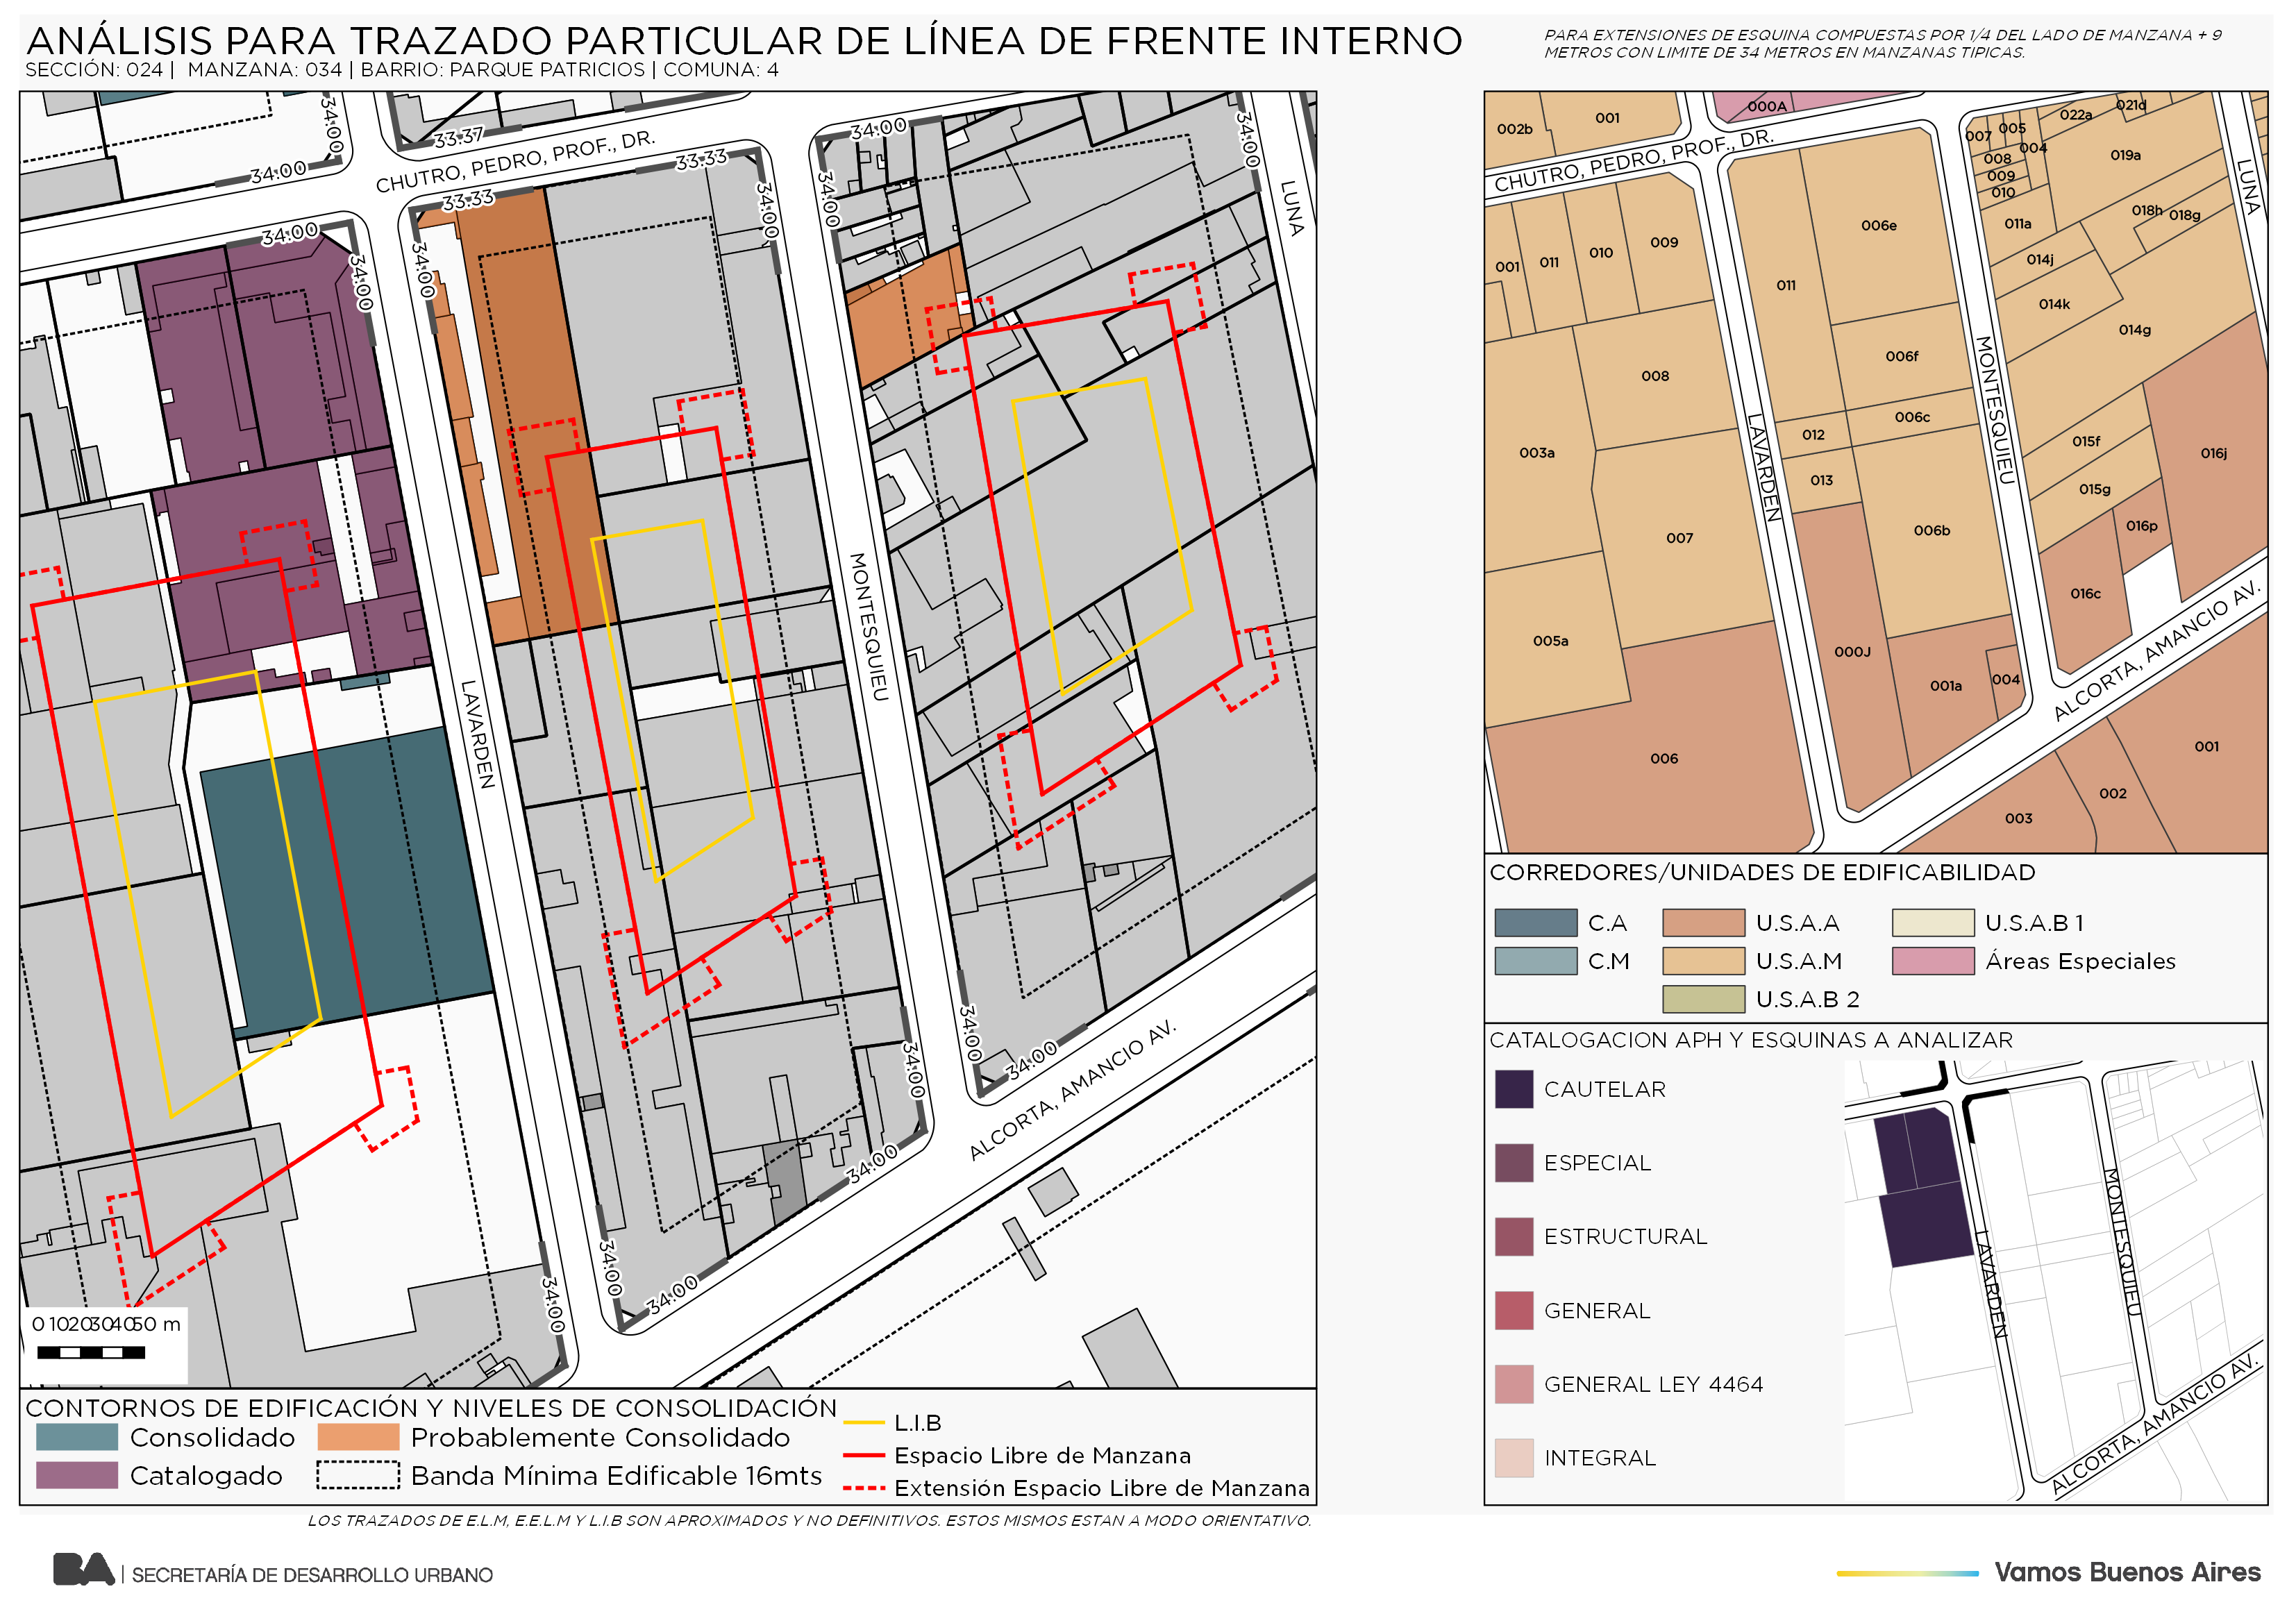 ANÁLISIS PARA TRAZADO PARTICULAR DE LÍNEA DE FRENTE INTERNO
SECCIÓN: 024 | MANZANA: 034 | BARRIO: PARQUE PATRICIOS | COMUNA: 4
PARA EXTENSIONES DE ESQUINA COMPUESTAS POR 1/4 DEL LADO DE MANZANA + 9
METROS CON LIMITE DE 34 METROS EN MANZANAS TIPICAS.
34.00
33.37
CHUTRO, PEDRO, PROF., DR.
34.00
33.33
33.33
34.00
34.00
LUNA
34.00
34.00
34.00
34.00
34.00
34.00
MONTESQUIEU
LAVARDEN
34.00
34.00
34.00
ALCORTA, AMANCIO AV.
34.00
34.00
34.00
34.00
0 10 20 30 40 50 m
CONTORNOS DE EDIFICACIÓN Y NIVELES DE CONSOLIDACIÓN
Consolidado
Probablemente Consolidado
Catalogado
Banda Mínima Edificable 16mts
L.I.B
Espacio Libre de Manzana
Extensión Espacio Libre de Manzana
LOS TRAZADOS DE E.L.M, E.E.L.M Y L.I.B SON APROXIMADOS Y NO DEFINITIVOS. ESTOS MISMOS ESTAN A MODO ORIENTATIVO.
002b
001
000A
CHUTRO, PEDRO, PROF., DR.
007
005
004
008
009
010
022a
021d
019a
LUNA
001
011
010
009
011
006e
011a
018h
018g
014j
014k
014g
MONTESQUIEU
008
006f
006c
003a
LAVARDEN
012
013
015f
015g
016j
007
006b
016p
016c
005a
000J
001a
004
ALCORTA, AMANCIO AV.
006
001
002
003
CORREDORES/UNIDADES DE EDIFICABILIDAD
C.A
U.S.A.A
U.S.A.B 1
C.M
U.S.A.M
Áreas Especiales
U.S.A.B 2
CATALOGACION APH Y ESQUINAS A ANALIZAR
CAUTELAR
ESPECIAL
ESTRUCTURAL
GENERAL
GENERAL LEY 4464
INTEGRAL
LAVARDEN
MONTESQUIEU
ALCORTA, AMANCIO AV.
BA | SECRETARÍA DE DESARROLLO URBANO
Vamos Buenos Aires